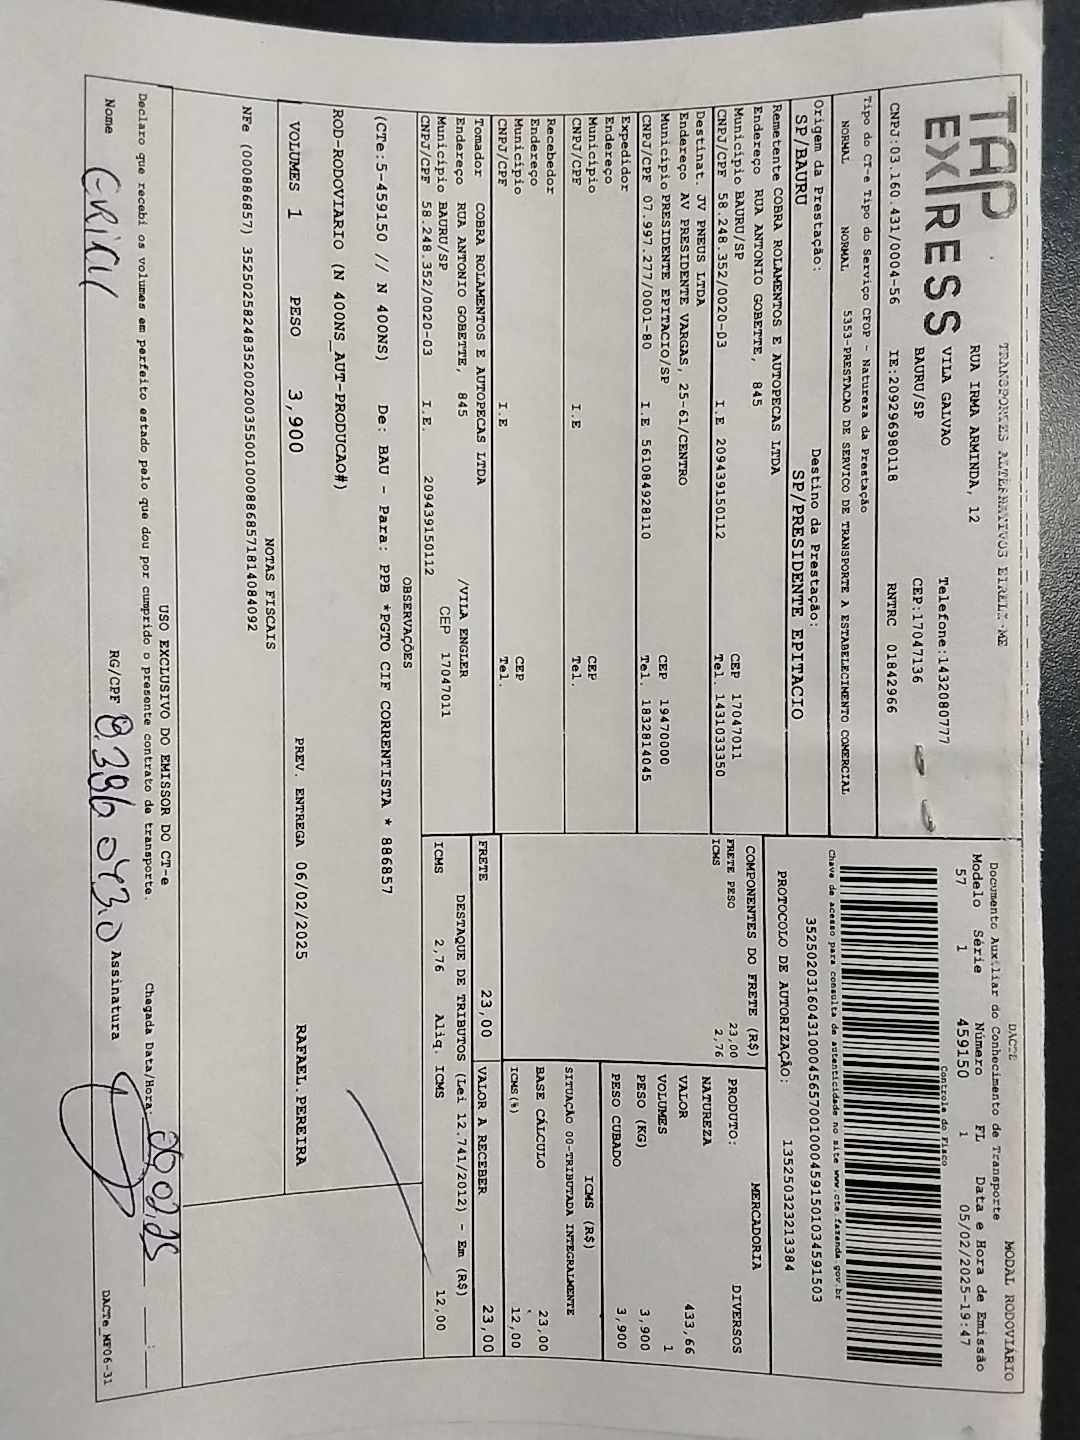 TAP
EXPRESS
TRANSPORTES ALTERNATIVOS EIRELI-ME
RUA IRMA ARMINDA, 12
Telefone:1432080777
VILA GALVAO
CEP:17047136
BAURU/SP
CNPJ:03.160.431/0004-56 IE:209296980118 RNTRC 01842966
DACTE MODAL RODOVIÁRIO
Documento Auxiliar do Conhecimento de Transporte
Modelo Série Número FL Data e Hora de Emissão
57 1 459150 1 05/02/2025-19:47
Controle do Fisco
Chave de acesso para consulta de autenticidade no site www.cte.fazenda.gov.br
PROTOCOLO DE AUTORIZAÇÃO: 135250323213384
Tipo do CT-e Tipo do Serviço CFOP - Natureza da Prestação
NORMAL NORMAL 5353-PRESTACAO DE SERVICO DE TRANSPORTE A ESTABELECIMENTO COMERCIAL
Origem da Prestação: Destino da Prestação:
SP/BAURU SP/PRESIDENTE EPITACIO
Remetente COBRA ROLAMENTOS E AUTOPECAS LTDA
Endereço RUA ANTONIO GOBETTE, 845
Município BAURU/SP CEP 17047011
CNPJ/CPF 58.248.352/0020-03 I.E 209439150112 Tel. 1431033350
Destinat. JV PNEUS LTDA
Endereço AV PRESIDENTE VARGAS, 25-61/CENTRO
Município PRESIDENTE EPITACIO/SP CEP 19470000
CNPJ/CPF 07.997.277/0001-80 I.E 561084928110 Tel. 1832814045
Expedidor
Endereço
Município CEP
CNPJ/CPF I.E Tel.
Recebedor
Endereço
Município CEP
CNPJ/CPF I.E Tel.
Tomador COBRA ROLAMENTOS E AUTOPECAS LTDA
Endereço RUA ANTONIO GOBETTE, 845 /VILA ENGLER
Município BAURU/SP CEP 17047011
CNPJ/CPF 58.248.352/0020-03 I.E. 209439150112
COMPONENTES DO FRETE (R$)
FRETE PESO 23,00
ICMS 2,76
PRODUTO: MERCADORIA
NATUREZA DIVERSOS
VALOR 433,66
VOLUMES 1
PESO (KG) 3,900
PESO CUBADO 3,900
ICMS (R$)
SITUAÇÃO 00-TRIBUTADA INTEGRALMENTE
BASE CÁLCULO 23,00
ICMS(%) 12,00
FRETE 23,00 VALOR A RECEBER 23,00
DESTAQUE DE TRIBUTOS (Lei 12.741/2012) - Em (R$)
ICMS 2,76 Alíq. ICMS 12,00
OBSERVAÇÕES
(CTe:5-459150 // N 400NS) De: BAU - Para: PPB *PGTO CIF CORRENTISTA * 886857
ROD-RODOVIARIO (N 400NS_AUT-PRODUCAO#)
VOLUMES 1 PESO 3,900 PREV. ENTREGA 06/02/2025 RAFAEL.PEREIRA
NOTAS FISCAIS
USO EXCLUSIVO DO EMISSOR DO CT-e
Declaro que recebi os volumes em perfeito estado pelo que dou por cumprido o presente contrato de transporte. Chegada Data/Hora: 06 02,25 :
Nome RG/CPF Assinatura
DACTe_MF06-31